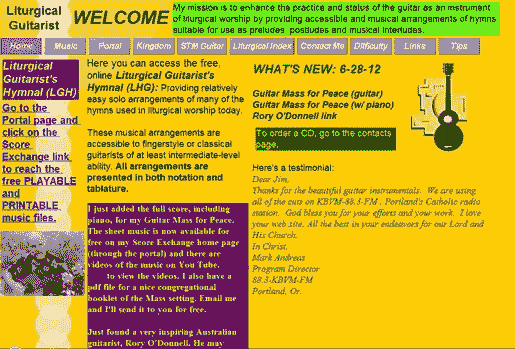 Liturgical
Guitarist
WELCOME
My mission is to enhance the practice and status of the guitar as an instrument
of liturgical worship by providing accessible and musical arrangements of hymns
suitable for use as preludes, postludes and musical interludes.
Home
Music
Portal
Kingdom
STM Guitar
Liturgical Index
Contact Me
Difficulty
Links
Tips
Liturgical
Guitarist's
Hymnal (LGH)
Go to the
Portal page and
click on the
Score
Exchange link
to reach the
free PLAYABLE
and
PRINTABLE
music files.
Here you can access the free,
online Liturgical Guitarist's
Hymnal (LHG): Providing relatively
easy solo arrangements of many of the
hymns used in liturgical worship today.
These musical arrangements are
accessible to fingerstyle or classical
guitarists of at least intermediate-level
ability. All arrangements are
presented in both notation and
tablature.
I just added the full score, including
piano, for my Guitar Mass for Peace.
The sheet music is now available for
free on my Score Exchange home page
(through the portal) and there are
videos of the music on You Tube.
to view the videos. I also have a
pdf file for a nice congregational
booklet of the Mass setting. Email me
and I'll send it to you for free.
Just found a very inspiring Australian
guitarist, Rory O'Donnell. He may
WHAT'S NEW: 6-28-12
Guitar Mass for Peace (guitar)
Guitar Mass for Peace (w/ piano)
Rory O'Donnell link
To order a CD, go to the contacts
page.
Here's a testimonial:
Dear Jim,
Thanks for the beautiful guitar instrumentals. We are using
all of the cuts on KBVM-88.3-FM, Portland's Catholic radio
station. God bless you for your efforts and your work. I love
your web site. All the best in your endeavors for our Lord and
His Church.
In Christ,
Mark Andreas
Program Director
88.3-KBVM-FM
Portland, Or.